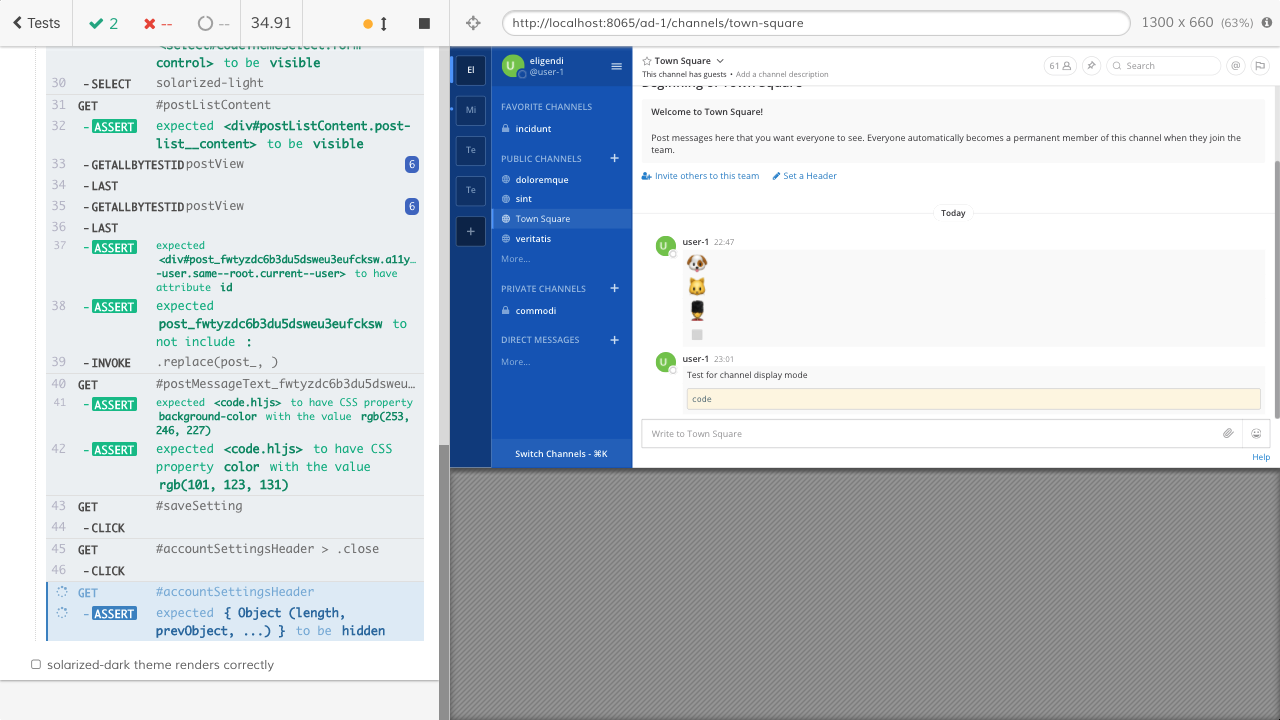 Tests
2
--
--
34.91
http://localhost:8065/ad-1/channels/town-square
1300 x 660 (63%)
<select#codeThemeSelect.form-
control> to be visible
30 -SELECT solarized-light
31 GET #postListContent
32 -ASSERT expected <div#postListContent.post-
list__content> to be visible
33 -GETALLBYTESTID postView 6
34 -LAST
35 -GETALLBYTESTID postView 6
36 -LAST
37 -ASSERT expected
<div#post_fwtyzdc6b3du5dsweu3eufcksw.a11y…
-user.same--root.current--user> to have
attribute id
38 -ASSERT expected
post_fwtyzdc6b3du5dsweu3eufcksw to
not include :
39 -INVOKE .replace(post_, )
40 GET #postMessageText_fwtyzdc6b3du5dsweu…
41 -ASSERT expected <code.hljs> to have CSS property
background-color with the value rgb(253,
246, 227)
42 -ASSERT expected <code.hljs> to have CSS
property color with the value
rgb(101, 123, 131)
43 GET #saveSetting
44 -CLICK
45 GET #accountSettingsHeader > .close
46 -CLICK
GET #accountSettingsHeader
-ASSERT expected { Object (length,
prevObject, ...) } to be hidden
solarized-dark theme renders correctly
El
Mi
Te
Te
+
U
eligendi
@user-1
FAVORITE CHANNELS
incidunt
PUBLIC CHANNELS +
doloremque
sint
Town Square
veritatis
More...
PRIVATE CHANNELS +
commodi
DIRECT MESSAGES +
More...
Switch Channels - ⌘K
Town Square
This channel has guests • Add a channel description
61
Search
@
Beginning of Town Square
Welcome to Town Square!
Post messages here that you want everyone to see. Everyone automatically becomes a permanent member of this channel when they join the
team.
Invite others to this team
Set a Header
Today
U
user-1 22:47
U
user-1 23:01
Test for channel display mode
code
Write to Town Square
Help